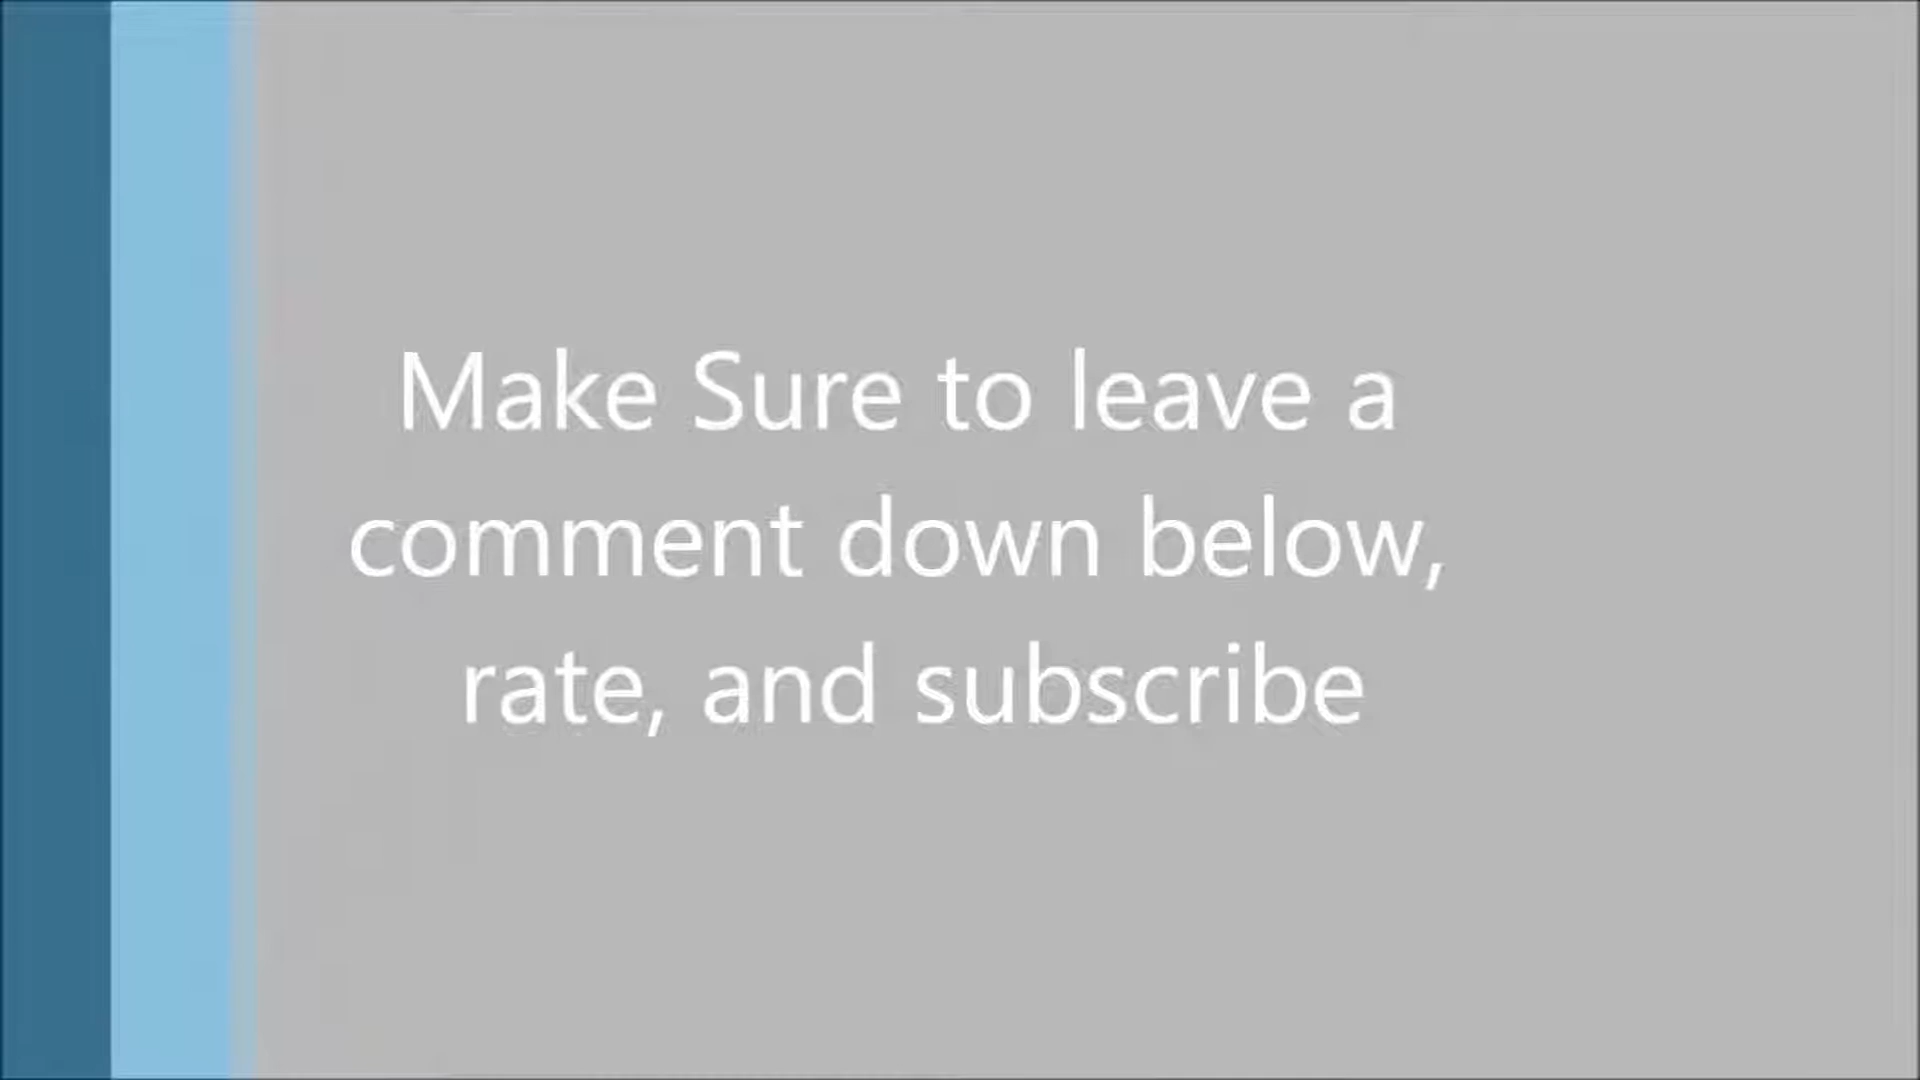 Make Sure to leave a
comment down below,
rate, and subscribe